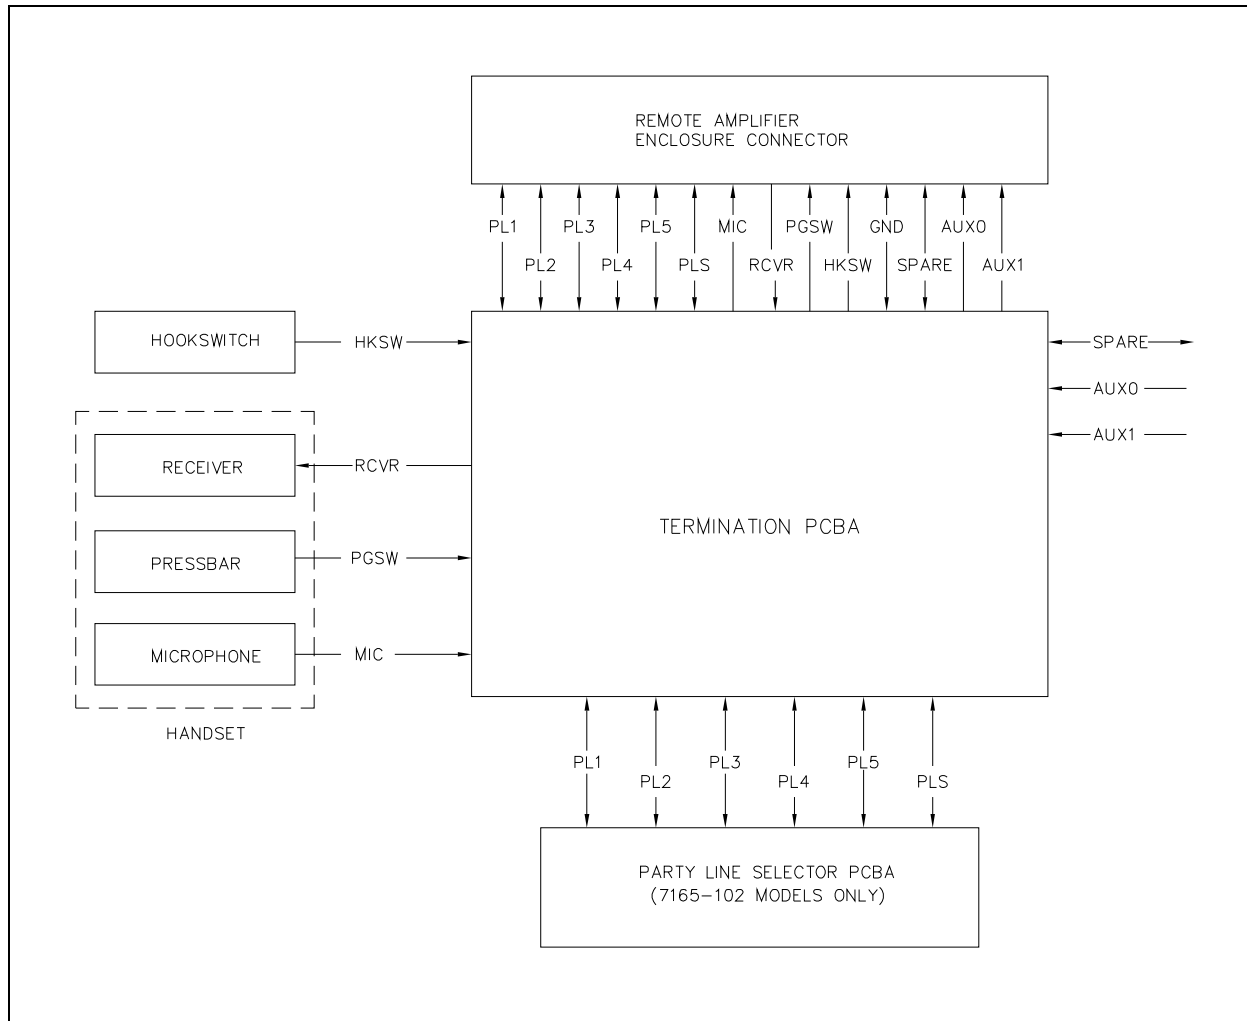 REMOTE AMPLIFIER
ENCLOSURE CONNECTOR
PL1 PL3 PL5 MIC PGSW GND AUX0
PL2 PL4 PLS RCVR HKSW SPARE AUX1
HOOKSWITCH HKSW SPARE
AUX0
AUX1
RECEIVER RCVR
TERMINATION PCBA
PRESSBAR PGSW
MICROPHONE MIC
HANDSET
PL1 PL3 PL5
PL2 PL4 PLS
PARTY LINE SELECTOR PCBA
(7165-102 MODELS ONLY)